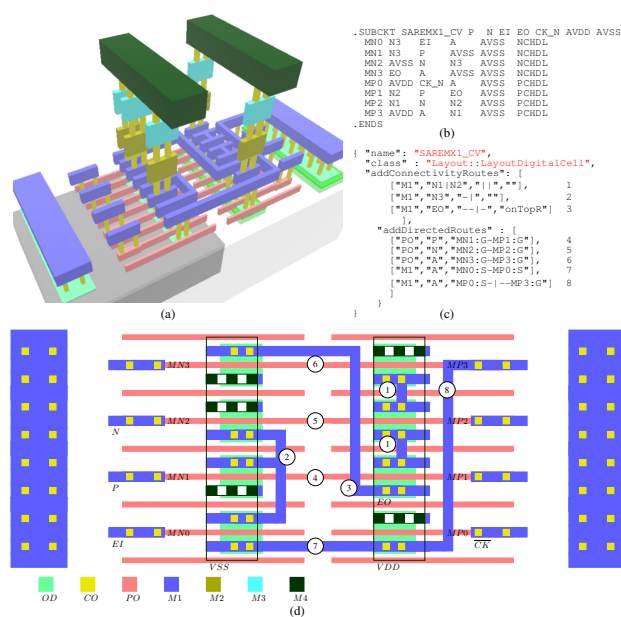 .SUBCKT SAREMX1_CV P N EI EO CK_N AVDD AVSS
MN0 N3 EI A AVSS NCHDL
MN1 N3 P AVSS AVSS NCHDL
MN2 AVSS N N3 AVSS NCHDL
MN3 EO A AVSS AVSS NCHDL
MP0 AVDD CK_N A AVSS PCHDL
MP1 N2 P EO AVSS PCHDL
MP2 N1 N N2 AVSS PCHDL
MP3 AVDD A N1 AVSS PCHDL
.ENDS
(b)
{ "name": "SAREMX1_CV",
"class" : "Layout::LayoutDigitalCell",
"addConnectivityRoutes": [
["M1","N1|N2","||",""], 1
["M1","N3","-|",""], 2
["M1","EO","--|-","onTopR"] 3
],
"addDirectedRoutes" : [
["PO","P","MN1:G-MP1:G"], 4
["PO","N","MN2:G-MP2:G"], 5
["PO","A","MN3:G-MP3:G"], 6
["M1","A","MN0:S-MP0:S"], 7
["M1","A","MP0:S-|--MP3:G"] 8
]
}
}
(a)
(c)
MN3 6 MP3
1 8
N MN2 5 MP2
1
2
P MN1 4 3 MP1
EO
EI MN0 MP0 CK
7
VSS VDD
OD CO PO M1 M2 M3 M4
(d)